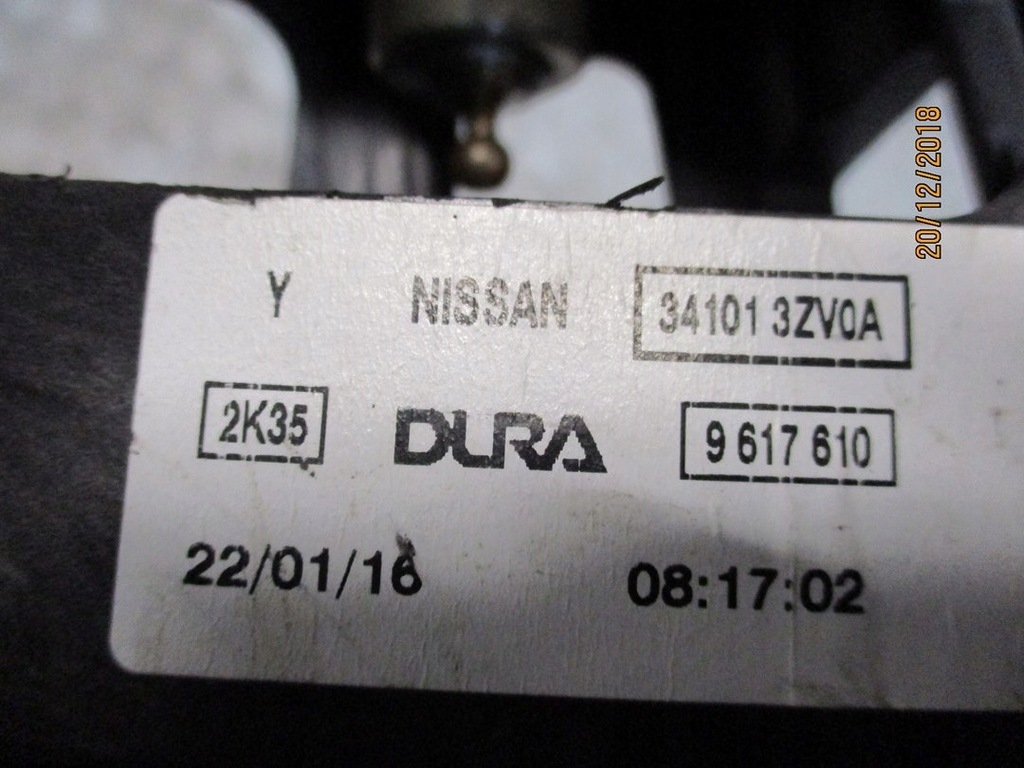 20/12/2018
Y NISSAN 34101 3ZV0A
2K35 DURA 9 617 610
22/01/16 08:17:02